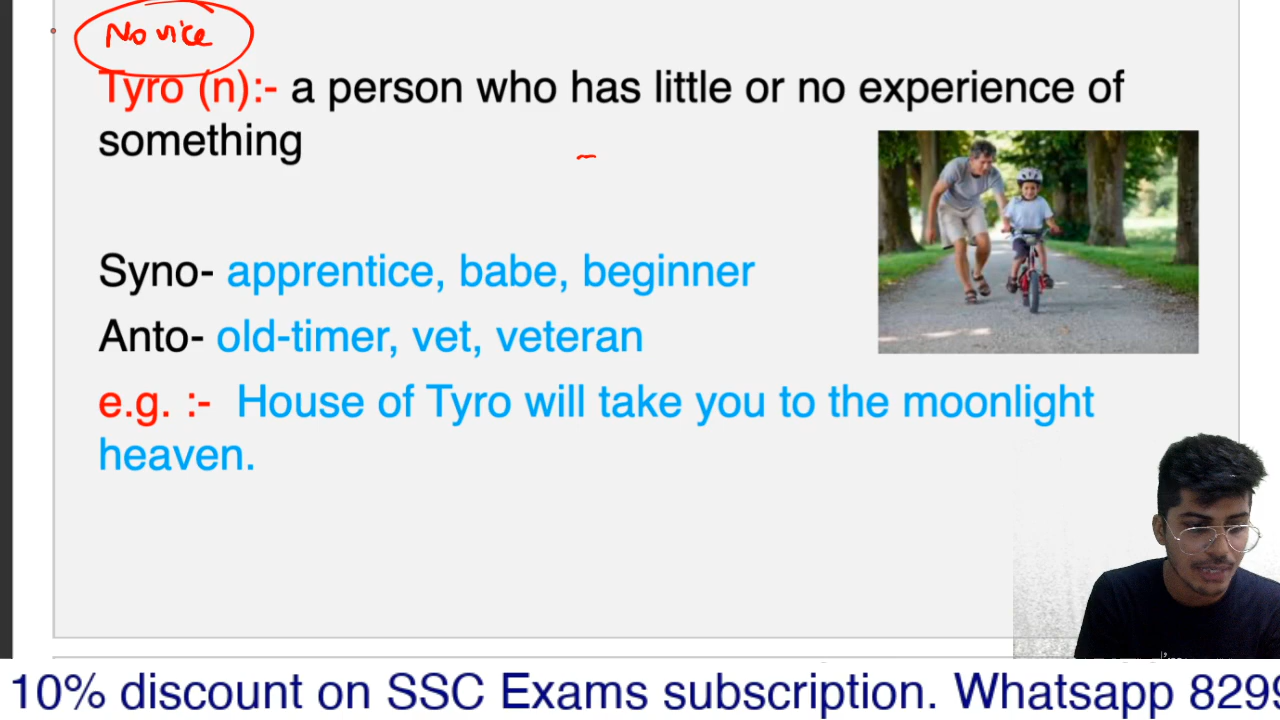 Novice
Tyro (n):- a person who has little or no experience of
something
Syno- apprentice, babe, beginner
Anto- old-timer, vet, veteran
e.g. :- House of Tyro will take you to the moonlight
heaven.
10% discount on SSC Exams subscription. Whatsapp 8299